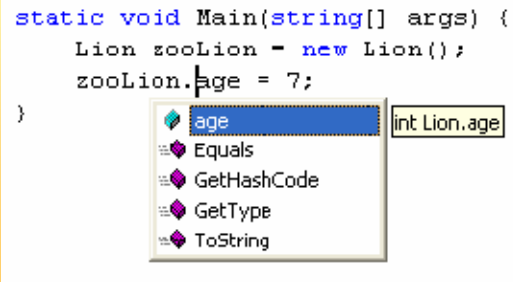 static void Main(string[] args) {
Lion zooLion = new Lion();
zooLion.age = 7;
}
age
int Lion.age
Equals
GetHashCode
GetType
ToString